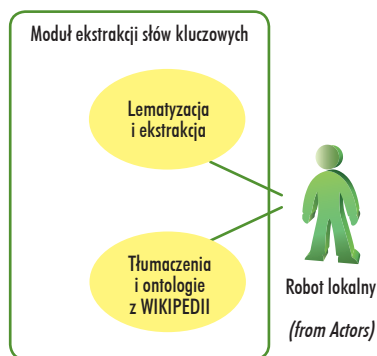 Moduł ekstrakcji słów kluczowych
Lematyzacja
i ekstrakcja
Tłumaczenia
i ontologie
z WIKIPEDII
Robot lokalny
(from Actors)